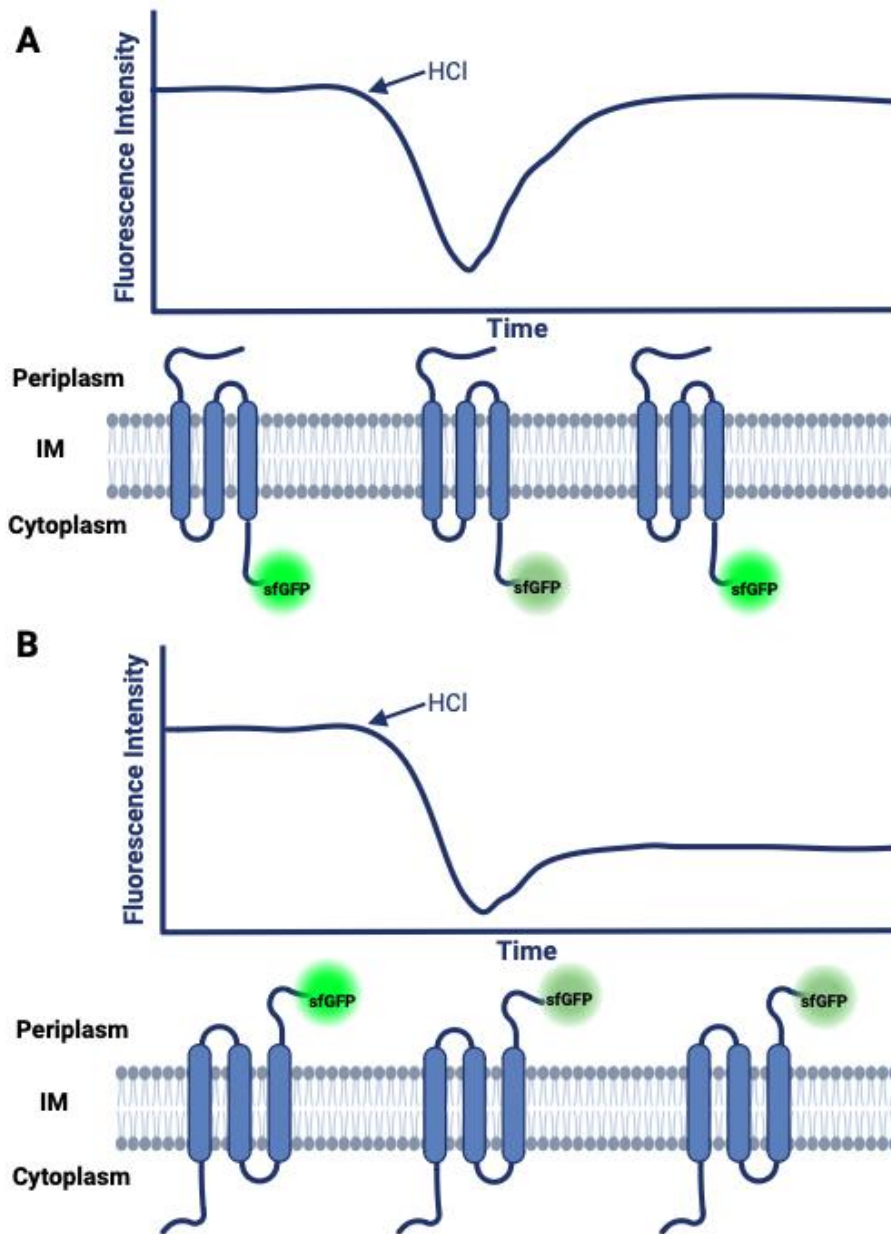 A
Fluorescence Intensity
HCl
Time
Periplasm
IM
Cytoplasm
sfGFP
sfGFP
sfGFP
B
Fluorescence Intensity
HCl
Time
sfGFP
sfGFP
sfGFP
Periplasm
IM
Cytoplasm